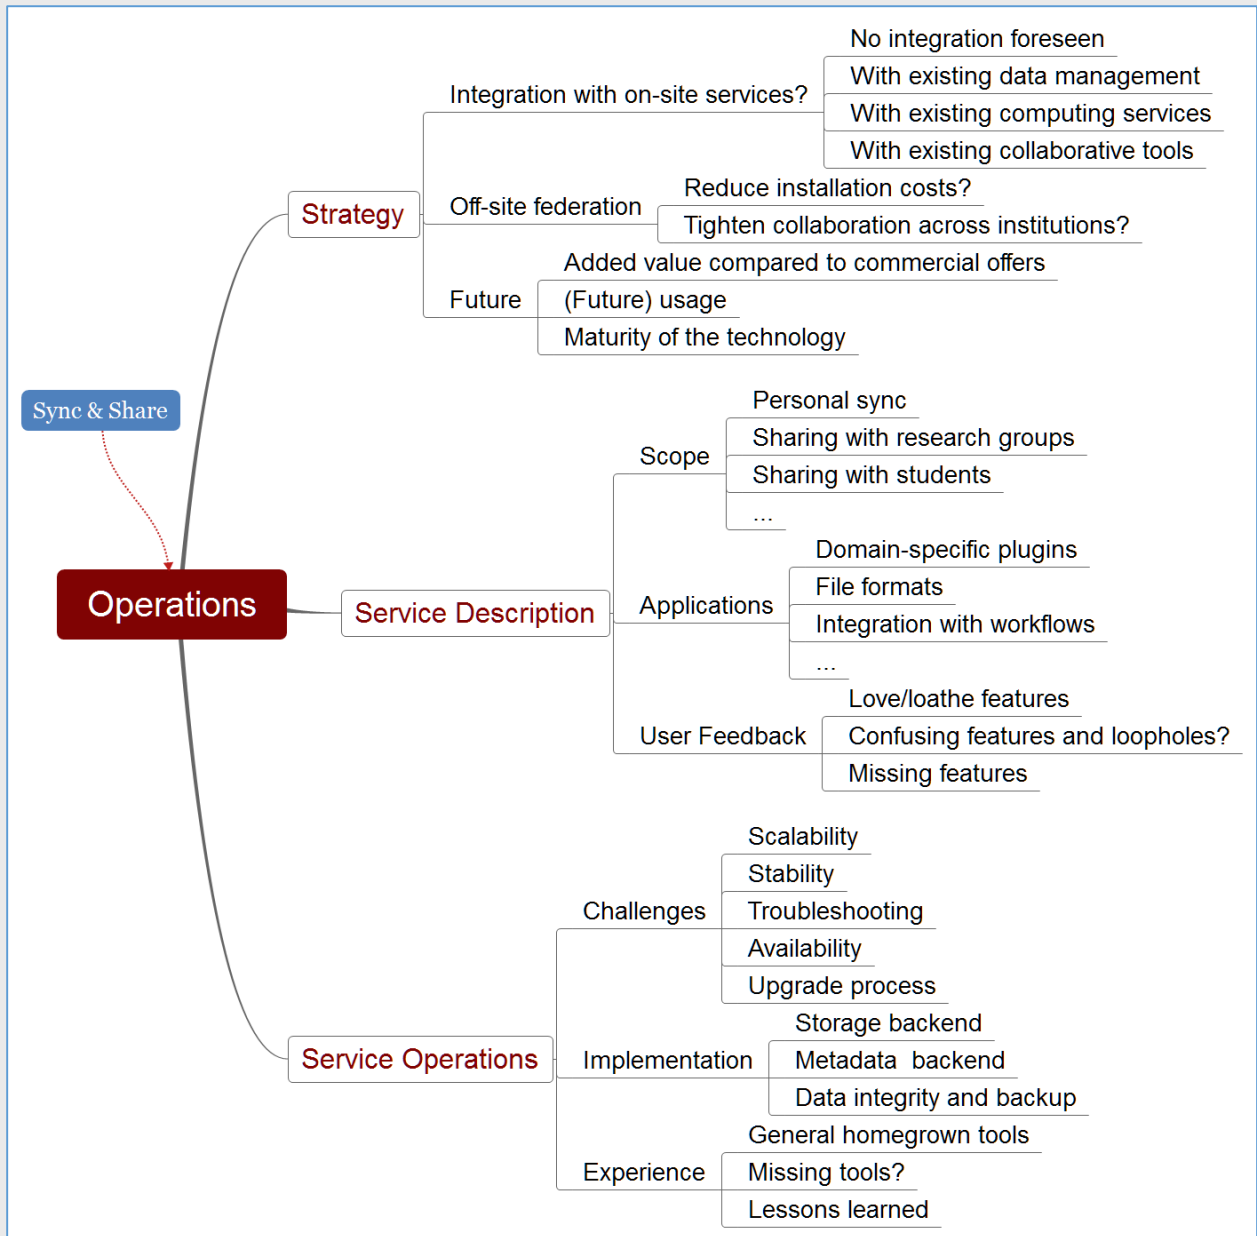 No integration foreseen
Integration with on-site services?
With existing data management
With existing computing services
With existing collaborative tools
Strategy
Off-site federation
Reduce installation costs?
Tighten collaboration across institutions?
Future
Added value compared to commercial offers
(Future) usage
Maturity of the technology
Sync & Share
Operations
Service Description
Scope
Personal sync
Sharing with research groups
Sharing with students
...
Applications
Domain-specific plugins
File formats
Integration with workflows
...
User Feedback
Love/loathe features
Confusing features and loopholes?
Missing features
Service Operations
Challenges
Scalability
Stability
Troubleshooting
Availability
Upgrade process
Implementation
Storage backend
Metadata  backend
Data integrity and backup
Experience
General homegrown tools
Missing tools?
Lessons learned